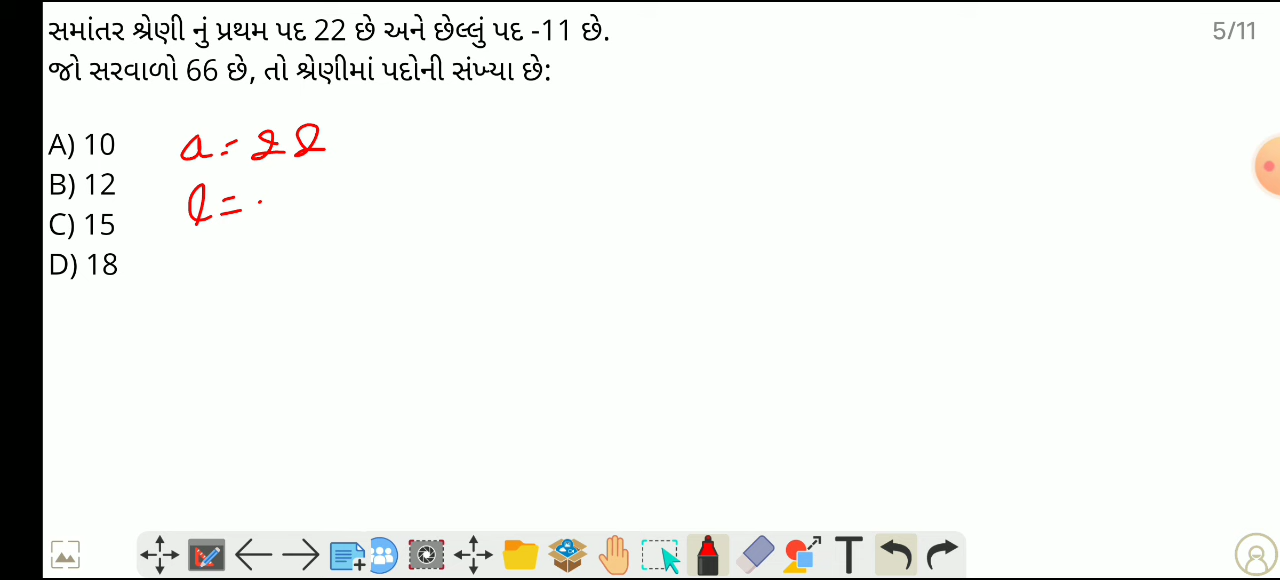 સમાંતર શ્રેણી નું પ્રથમ પદ 22 છે અને છેલ્લું પદ -11 છે.
5/11
જો સરવાળો 66 છે, તો શ્રેણીમાં પદોની સંખ્યા છે:
A) 10
a = 22
B) 12
l =
C) 15
D) 18